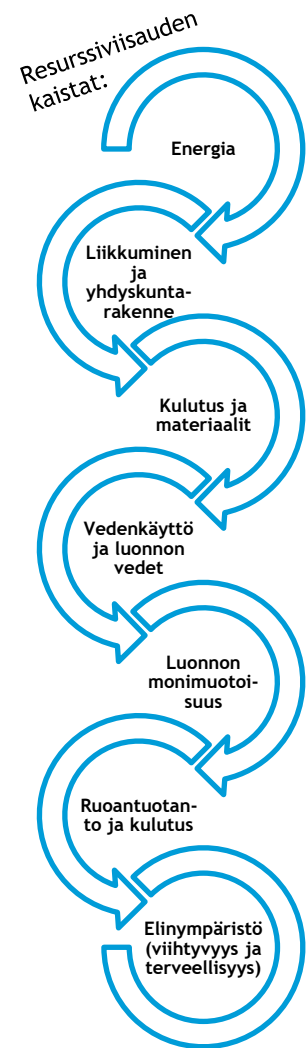 Resurssiviisauden
kaistat:
Energia
Liikkuminen
ja
yhdyskunta-
rakenne
Kulutus ja
materiaalit
Vedenkäyttö
ja luonnon
vedet
Luonnon
monimuotoi-
suus
Ruoantuotan-
to ja kulutus
Elinympäristö
(viihtyvyys ja
terveellisyys)